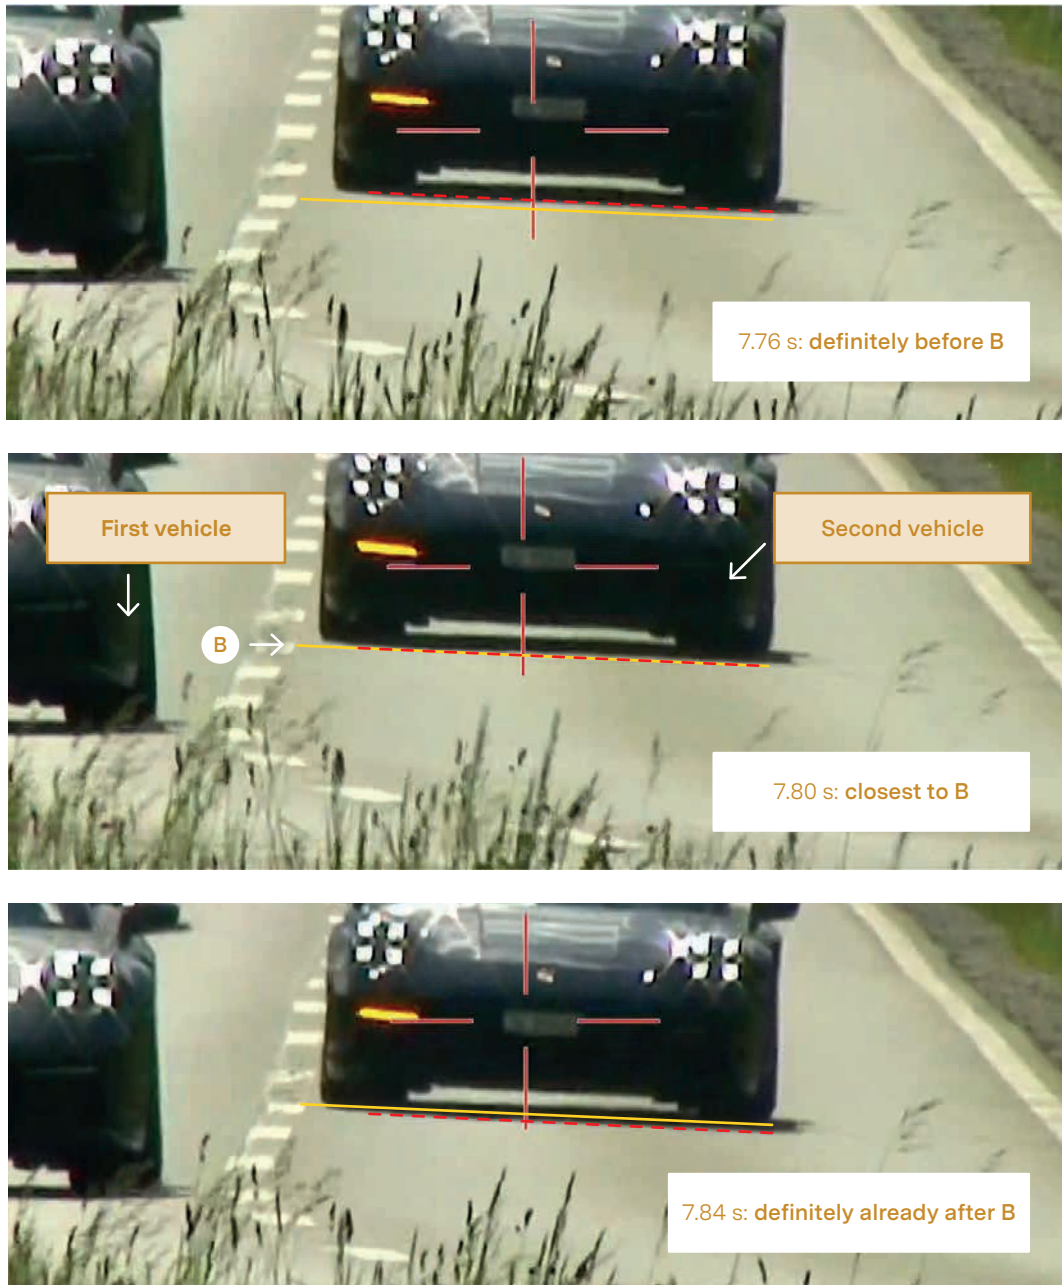 7.76 s: definitely before B
First vehicle
Second vehicle
B
7.80 s: closest to B
7.84 s: definitely already after B